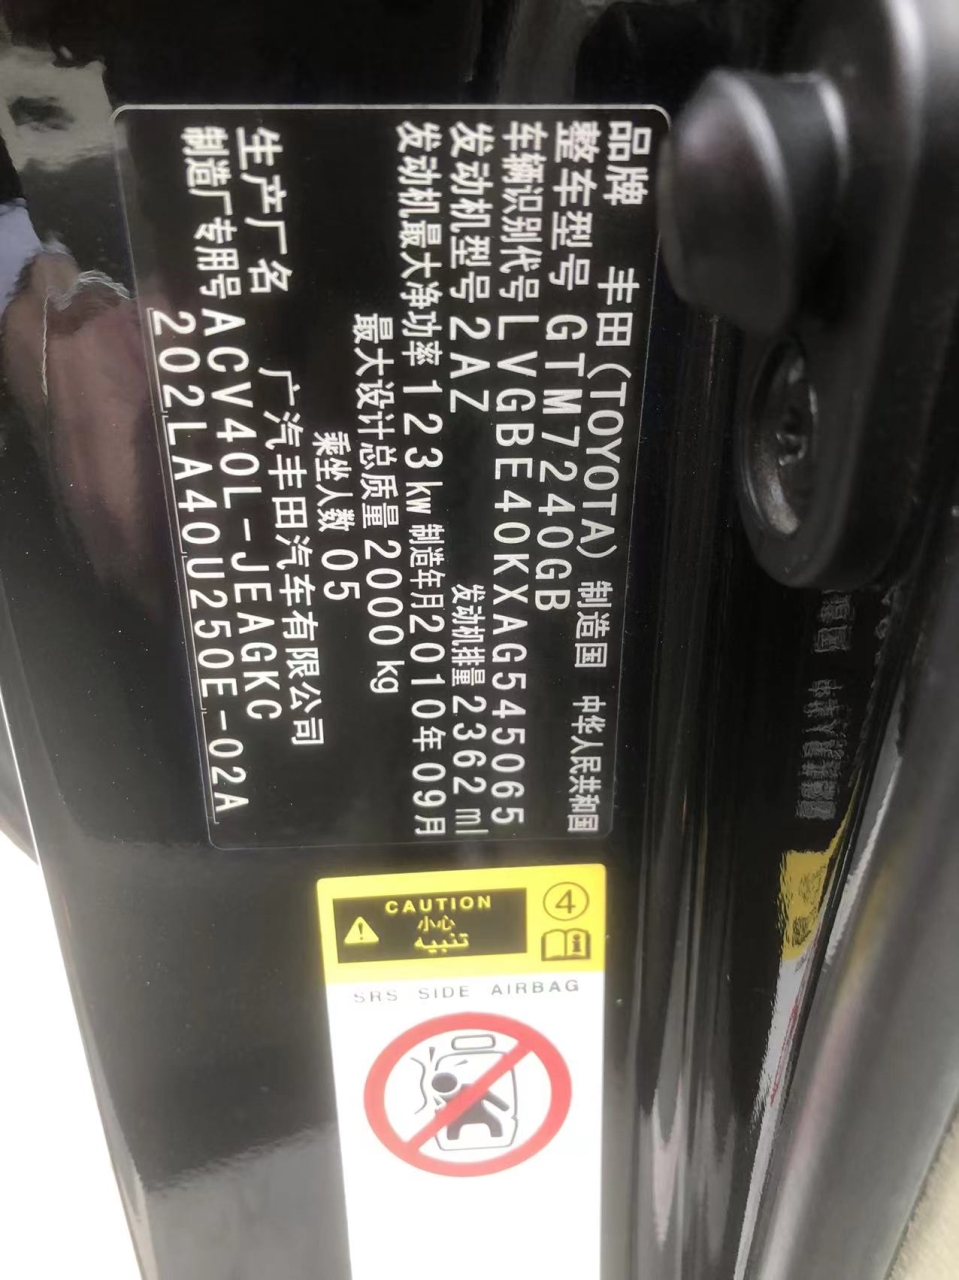 品牌 丰田(TOYOTA) 制造国 中华人民共和国
整车型号 GTM7240GB
车辆识别代号 LVGBE40KXAG545065
发动机型号 2AZ 发动机排量 2362 ml
发动机最大净功率 123kw 制造年月 2010年09月
最大设计总质量 2000 kg
乘坐人数 05
生产厂名 广汽丰田汽车有限公司
制造厂专用号 ACV40L-JEAGKC
202LA40U250E-02A
CAUTION
小心
تنبيه
4
SRS SIDE AIRBAG